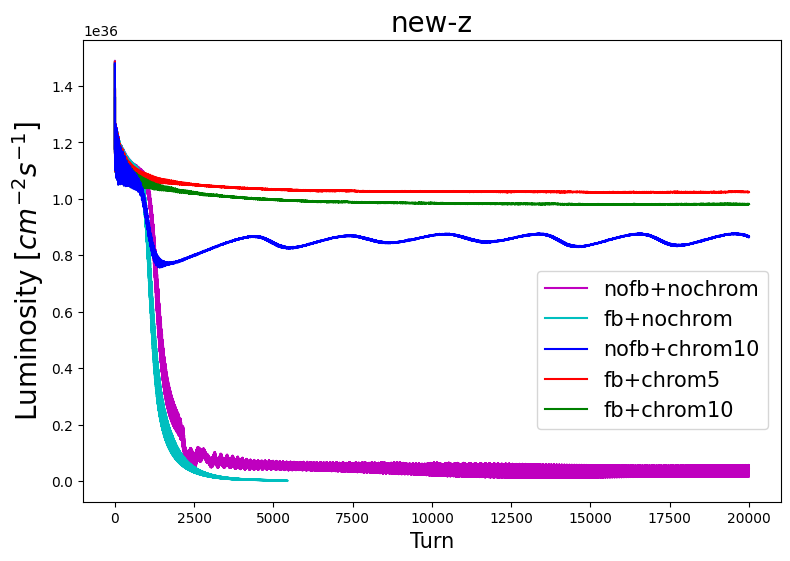 new-z
1e36
Luminosity [cm⁻²s⁻¹]
1.4
1.2
1.0
0.8
0.6
0.4
0.2
0.0
nofb+nochrom
fb+nochrom
nofb+chrom10
fb+chrom5
fb+chrom10
0 2500 5000 7500 10000 12500 15000 17500 20000
Turn